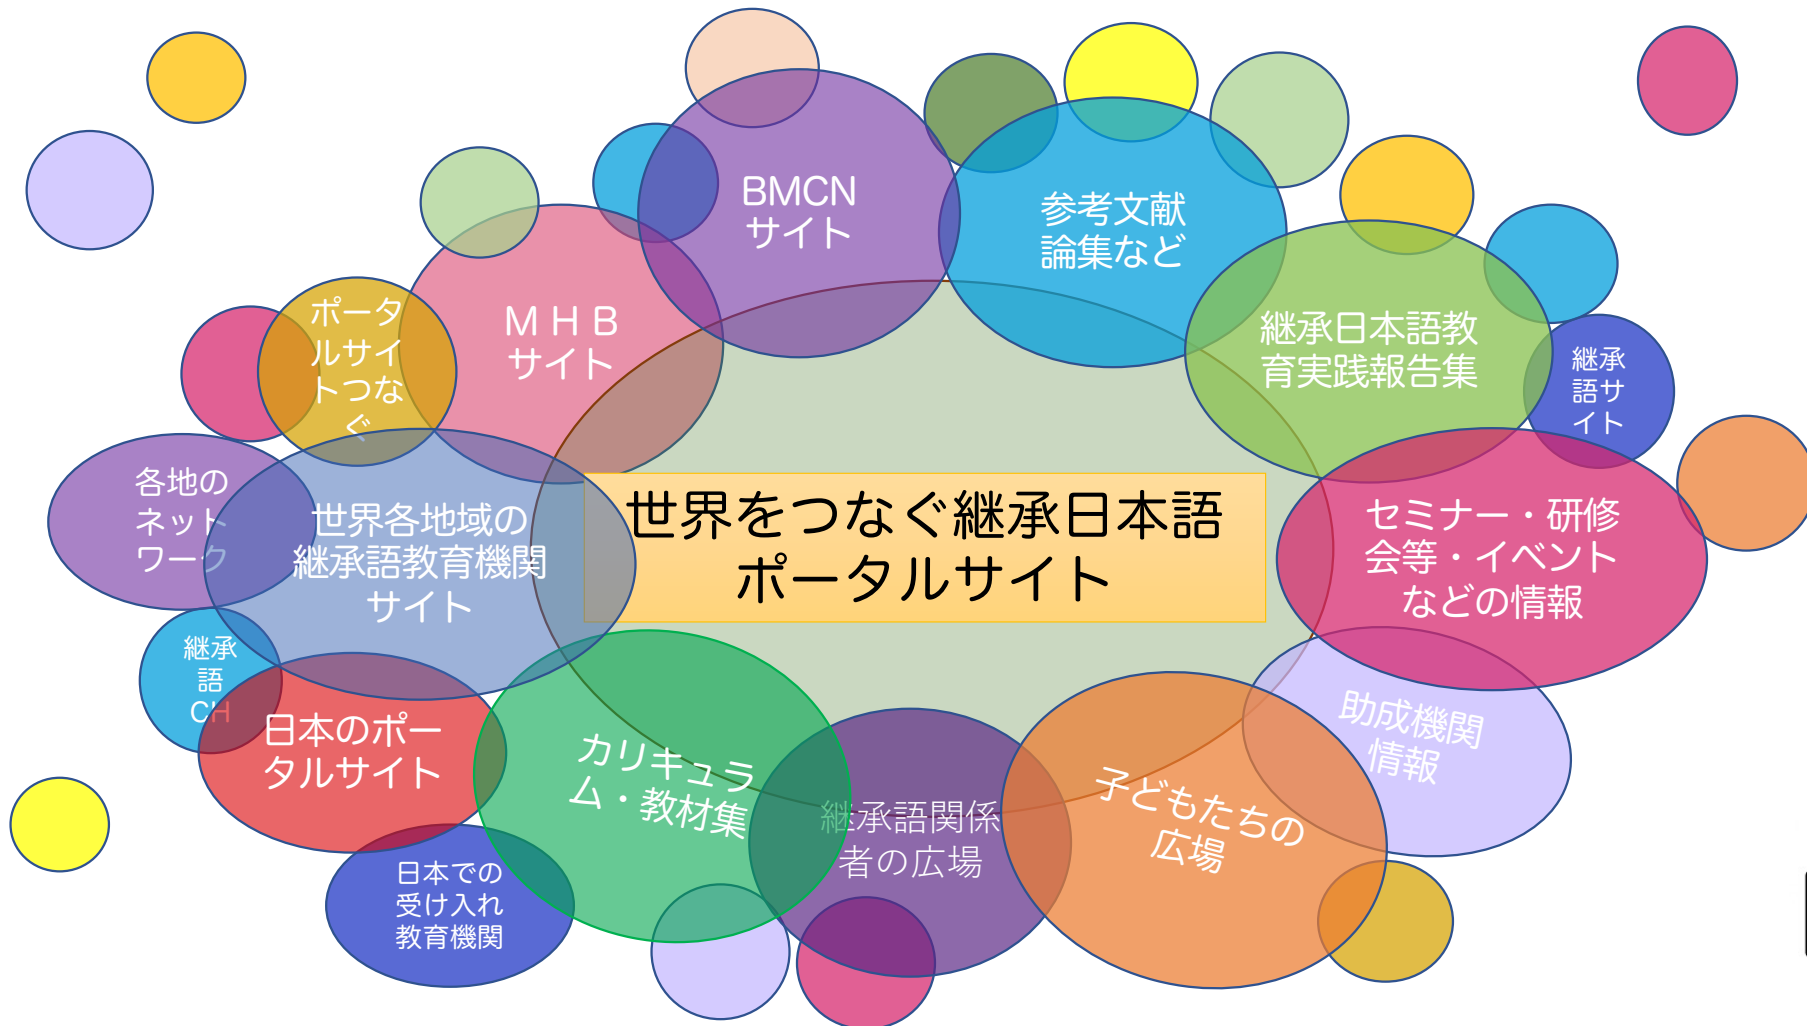 BMCN
サイト
参考文献
論集など
ＭＨＢ
サイト
ポータ
ルサイ
トつな
ぐ
継承日本語教
育実践報告集
継承
語サ
イト
各地の
ネット
ワーク
世界各地域の
継承語教育機関
サイト
世界をつなぐ継承日本語
ポータルサイト
セミナー・研修
会等・イベント
などの情報
継承
語
CH
日本のポー
タルサイト
カリキュラ
ム・教材集
継承語関係
者の広場
子どもたちの
広場
助成機関
情報
日本での
受け入れ
教育機関